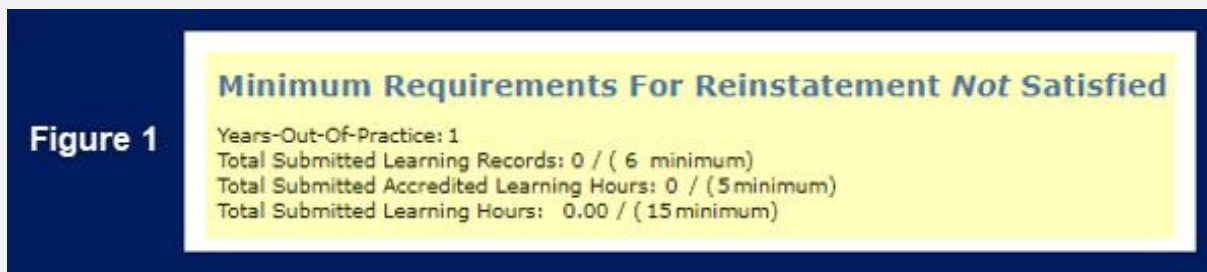 Figure 1
Minimum Requirements For Reinstatement Not Satisfied
Years-Out-Of-Practice: 1
Total Submitted Learning Records: 0 / ( 6 minimum)
Total Submitted Accredited Learning Hours: 0 / (5 minimum)
Total Submitted Learning Hours: 0.00 / ( 15 minimum)